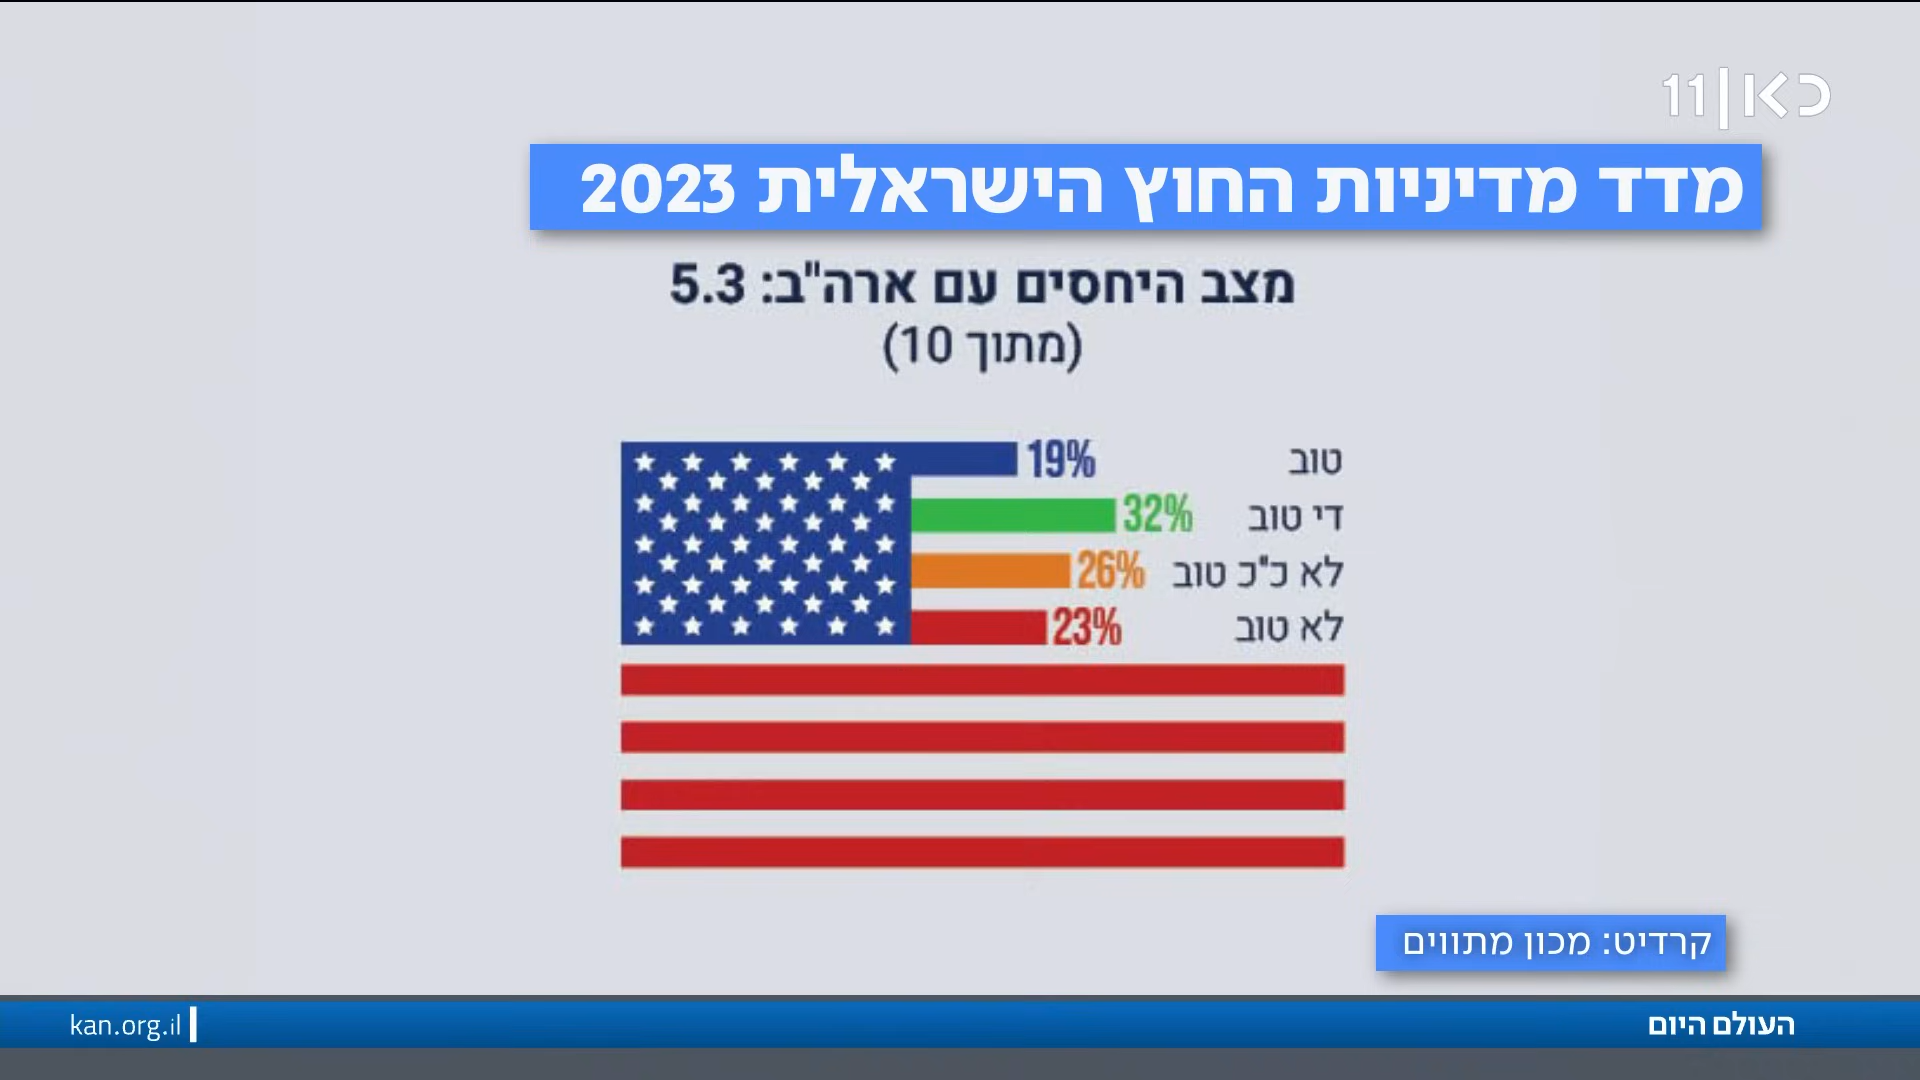 כאן|11
מדד מדיניות החוץ הישראלית 2023
מצב היחסים עם ארה"ב: 5.3
(מתוך 10)
טוב 19%
די טוב 32%
לא כ"כ טוב 26%
לא טוב 23%
קרדיט: מכון מתווים
העולם היום
kan.org.il